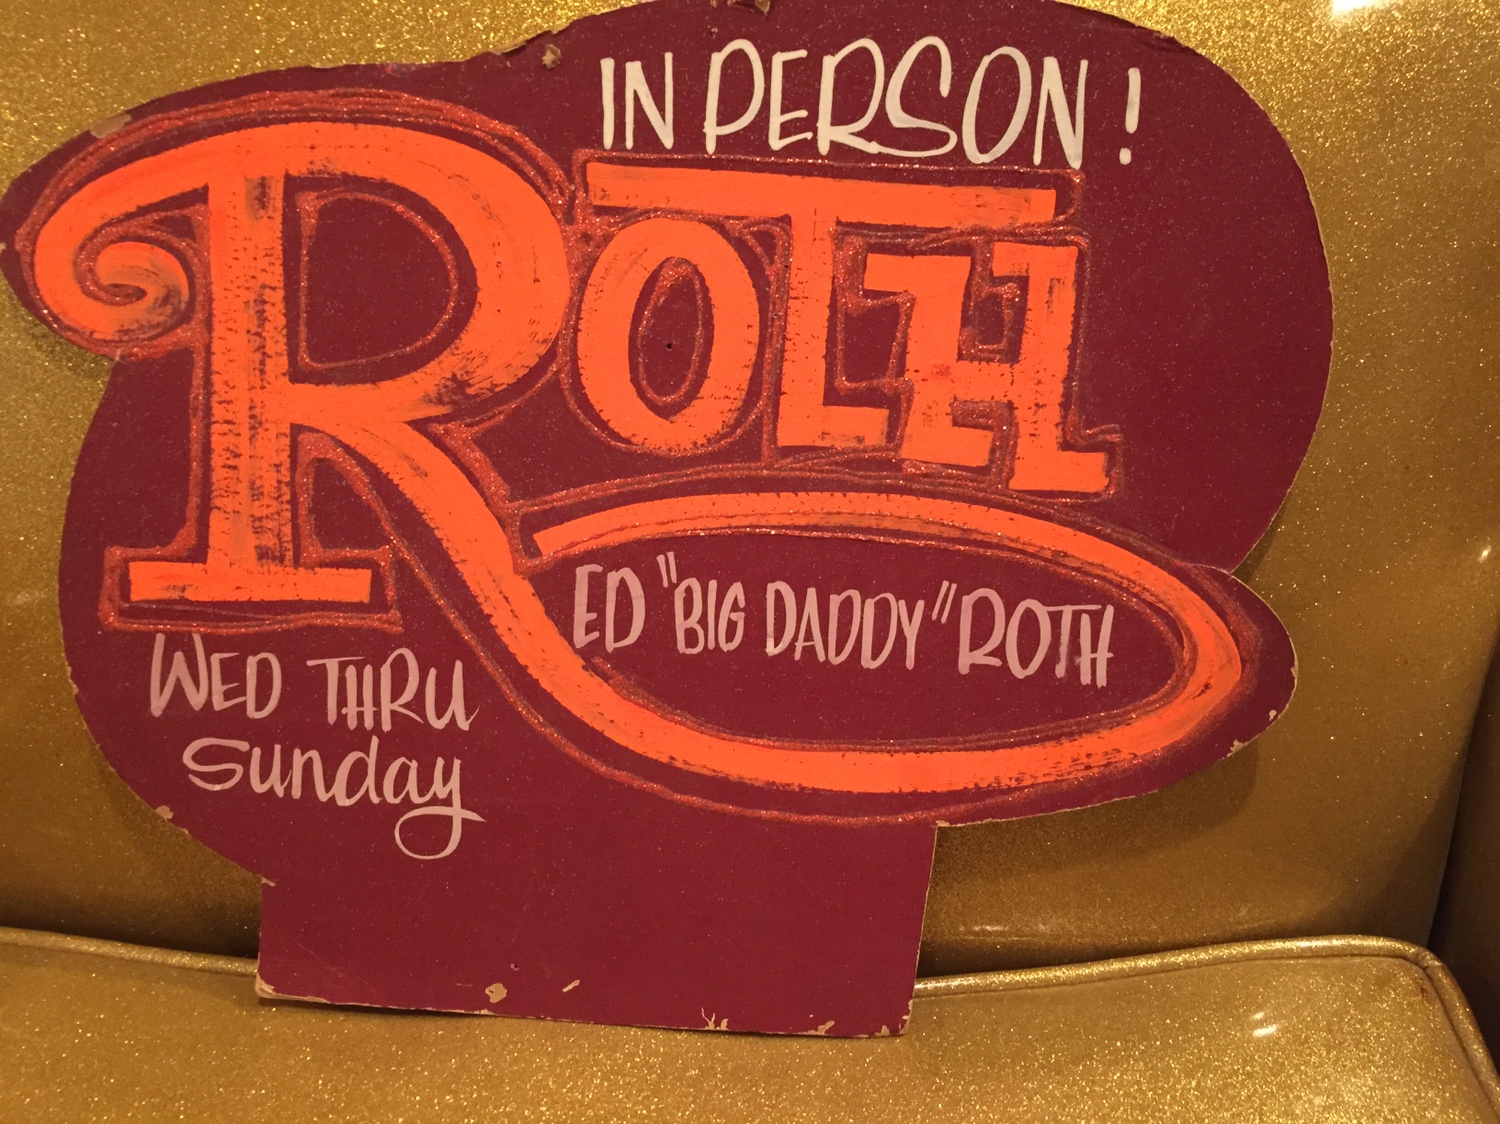 IN PERSON!
ROTH
ED "BIG DADDY" ROTH
WED THRU
Sunday